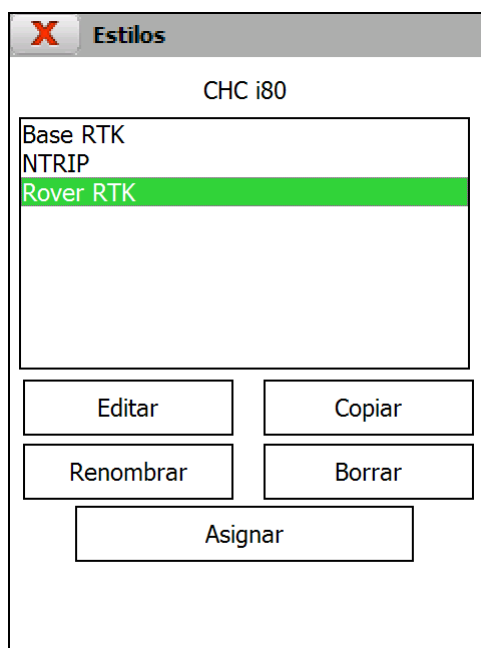 X Estilos
CHC i80
Base RTK
NTRIP
Rover RTK
Editar Copiar
Renombrar Borrar
Asignar